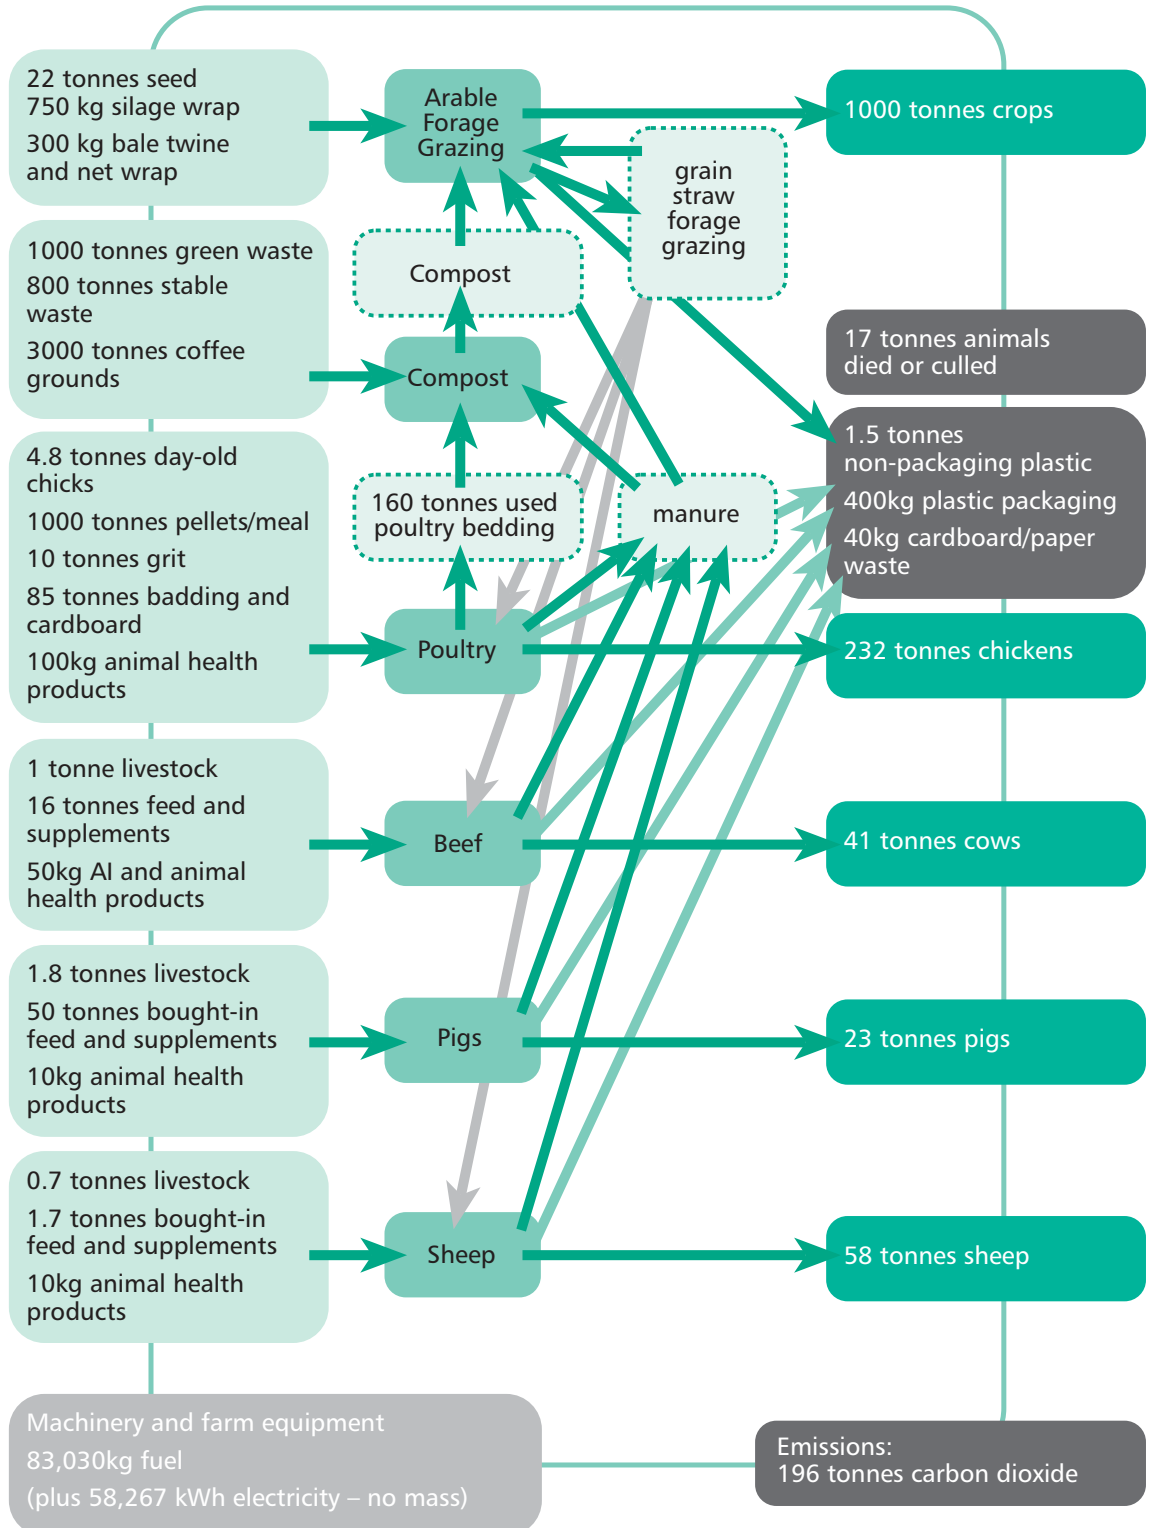 22 tonnes seed
750 kg silage wrap
300 kg bale twine
and net wrap
Arable
Forage
Grazing
1000 tonnes crops
grain
straw
forage
grazing
1000 tonnes green waste
800 tonnes stable
waste
3000 tonnes coffee
grounds
Compost
Compost
17 tonnes animals
died or culled
1.5 tonnes
non-packaging plastic
400kg plastic packaging
40kg cardboard/paper
waste
4.8 tonnes day-old
chicks
1000 tonnes pellets/meal
10 tonnes grit
85 tonnes badding and
cardboard
100kg animal health
products
160 tonnes used
poultry bedding
manure
Poultry
232 tonnes chickens
1 tonne livestock
16 tonnes feed and
supplements
50kg AI and animal
health products
Beef
41 tonnes cows
1.8 tonnes livestock
50 tonnes bought-in
feed and supplements
10kg animal health
products
Pigs
23 tonnes pigs
0.7 tonnes livestock
1.7 tonnes bought-in
feed and supplements
10kg animal health
products
Sheep
58 tonnes sheep
Machinery and farm equipment
83,030kg fuel
(plus 58,267 kWh electricity – no mass)
Emissions:
196 tonnes carbon dioxide